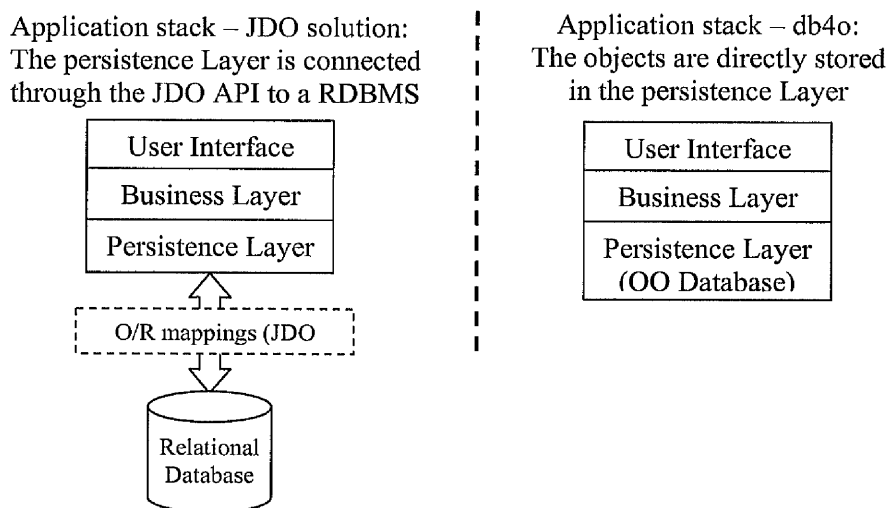 Application stack – JDO solution:
The persistence Layer is connected
through the JDO API to a RDBMS
User Interface
Business Layer
Persistence Layer
O/R mappings (JDO
Relational
Database
Application stack – db4o:
The objects are directly stored
in the persistence Layer
User Interface
Business Layer
Persistence Layer
(OO Database)